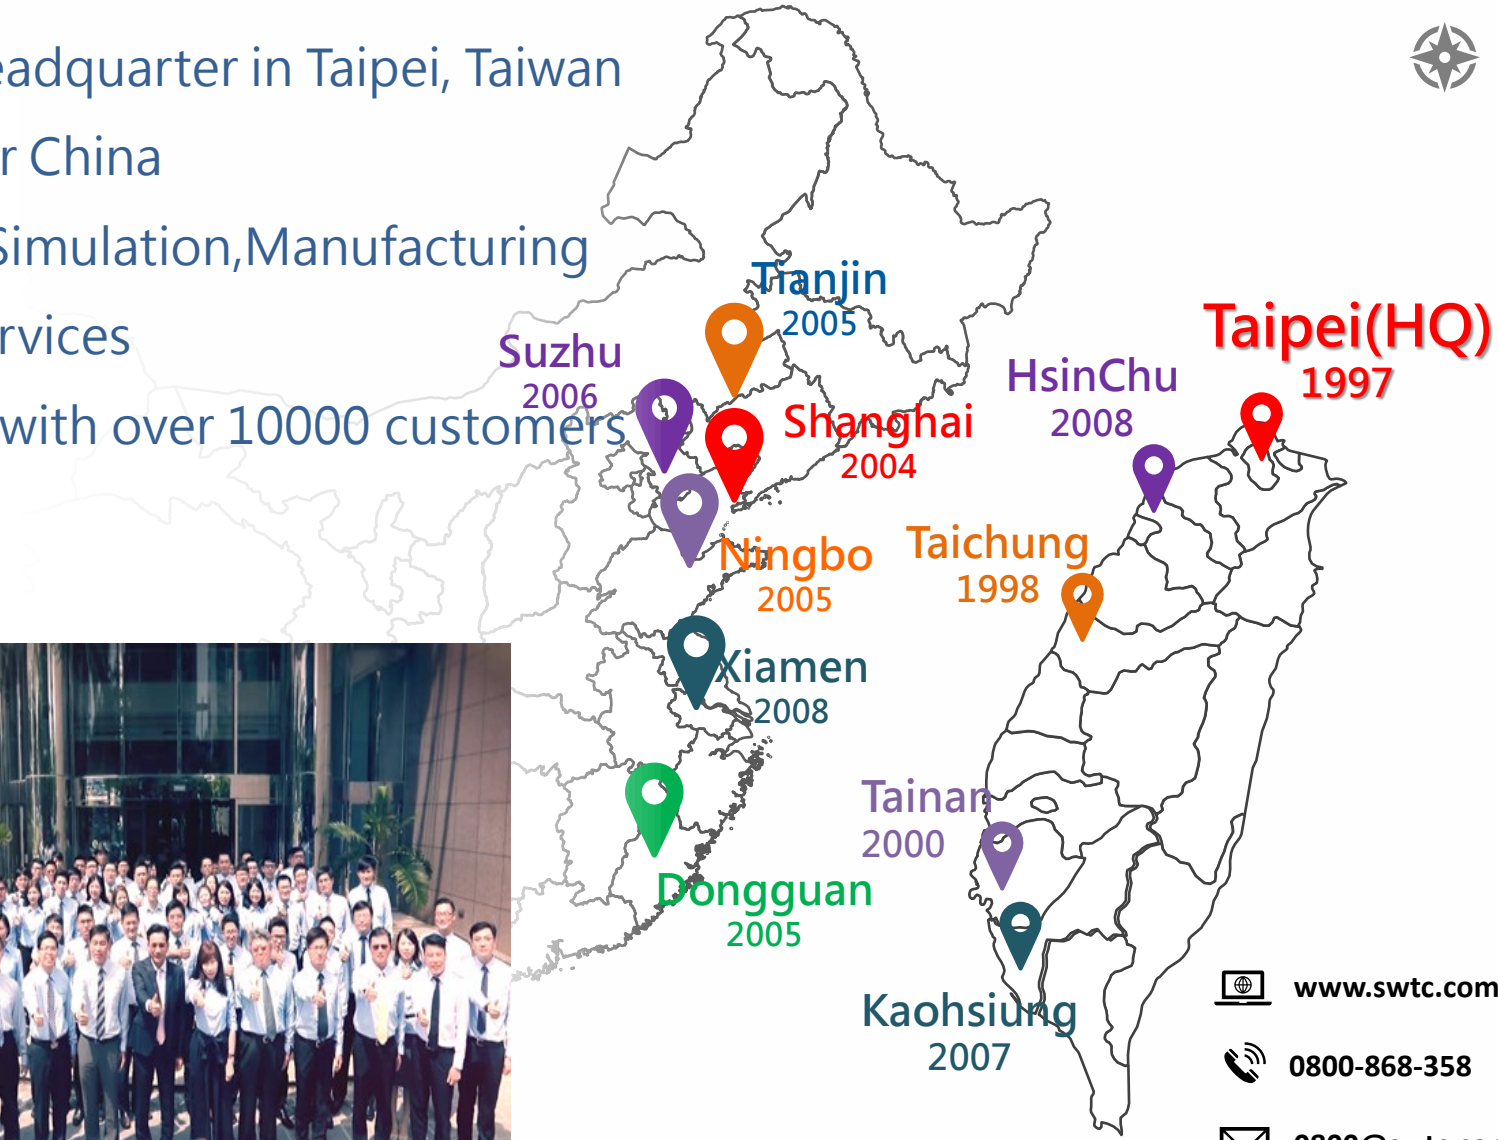 eadquarter in Taipei, Taiwan
r China
Simulation,Manufacturing
rvices
with over 10000 customers
Tianjin
2005
Suzhu
2006
Shanghai
2004
Ningbo
2005
Xiamen
2008
Dongguan
2005
Taipei(HQ)
1997
HsinChu
2008
Taichung
1998
Tainan
2000
Kaohsiung
2007
www.swtc.com
0800-868-358